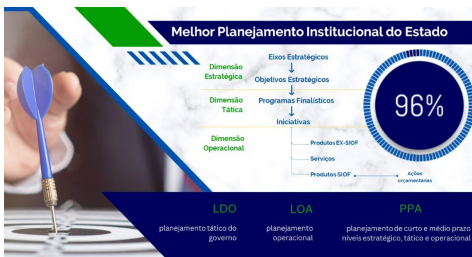 Melhor Planejamento Institucional do Estado
Eixos Estratégicos
Dimensão
Estratégica
Objetivos Estratégicos
96%
Dimensão
Tática
Programas Finalísticos
Iniciativas
Dimensão
Operacional
Produtos EX-SIOF
Serviços
Produtos SIOF
Ações
orçamentárias
LDO
planejamento tático do
governo
LOA
planejamento
operacional
PPA
planejamento de curto e médio prazo
níveis estratégico, tático e operacional